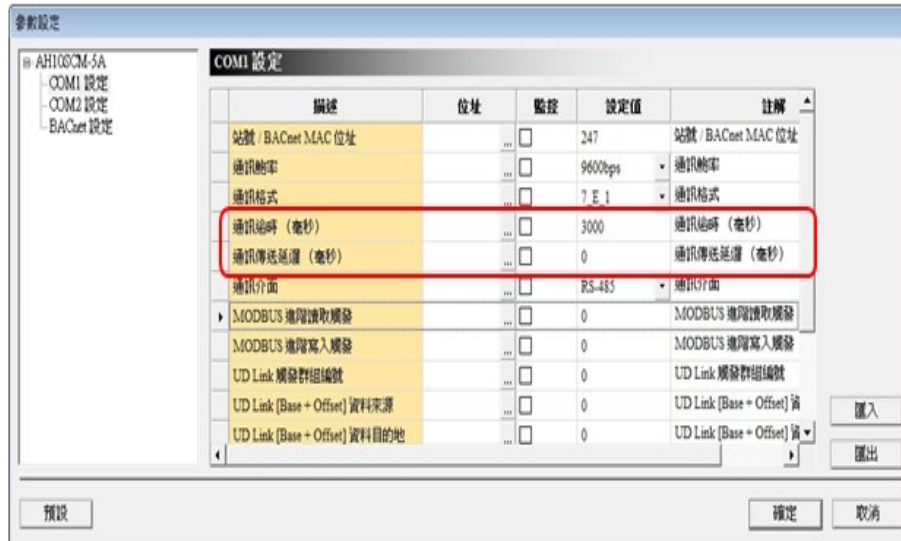 參數設定
AH10SCM-5A
COM1 設定
COM2 設定
BACnet 設定
COM1 設定
描述 位址 監控 設定值 註解
站號 / BACnet MAC 位址 ... 247 站號 / BACnet MAC 位址
通訊鮑率 ... 9600bps 通訊鮑率
通訊格式 ... 7_E_1 通訊格式
通訊逾時 (毫秒) ... 3000 通訊逾時 (毫秒)
通訊傳送延遲 (毫秒) ... 0 通訊傳送延遲 (毫秒)
通訊介面 ... RS-485 通訊介面
MODBUS 進階讀取觸發 ... 0 MODBUS 進階讀取觸發
MODBUS 進階寫入觸發 ... 0 MODBUS 進階寫入觸發
UD Link 觸發群組編號 ... 0 UD Link 觸發群組編號
UD Link [Base + Offset] 資料來源 ... 0 UD Link [Base + Offset] 資
UD Link [Base + Offset] 資料目的地 ... 0 UD Link [Base + Offset] 資
匯入
匯出
預設 確定 取消